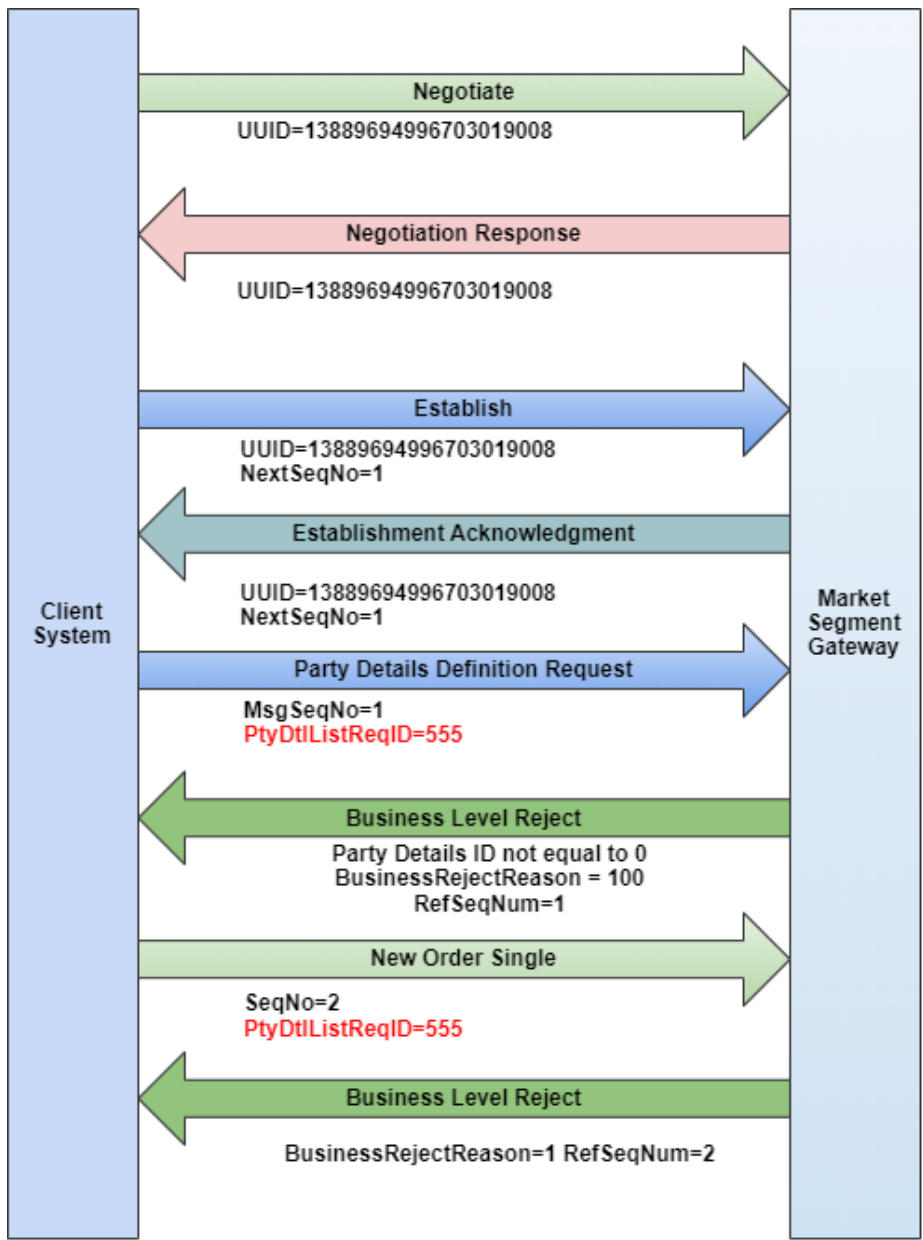 Negotiate
UUID=13889694996703019008
Negotiation Response
UUID=13889694996703019008
Establish
UUID=13889694996703019008
NextSeqNo=1
Establishment Acknowledgment
UUID=13889694996703019008
NextSeqNo=1
Client
System
Market
Segment
Gateway
Party Details Definition Request
MsgSeqNo=1
PtyDtlListReqID=555
Business Level Reject
Party Details ID not equal to 0
BusinessRejectReason = 100
RefSeqNum=1
New Order Single
SeqNo=2
PtyDtlListReqID=555
Business Level Reject
BusinessRejectReason=1 RefSeqNum=2